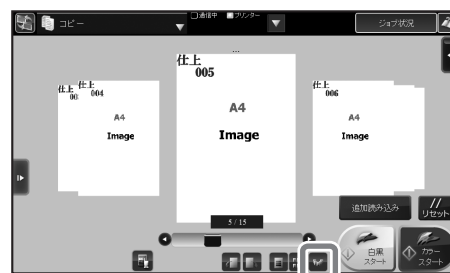 コピー
通信中
プリンター
ジョブ状況
...
仕上 00
仕上 004
A4
Image
仕上 005
A4
Image
仕上 006
A4
Image
5 / 15
追加読み込み
リセット
白黒
スタート
カラー
スタート